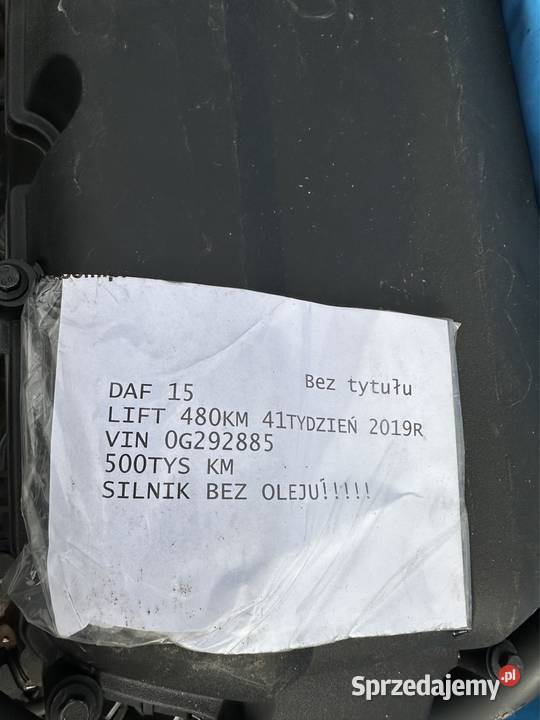 Bez tytułu
DAF 15
LIFT 480KM 41TYDZIEŃ 2019R
VIN 0G292885
500TYS KM
SILNIK BEZ OLEJU!!!!!
Sprzedajemy.pl